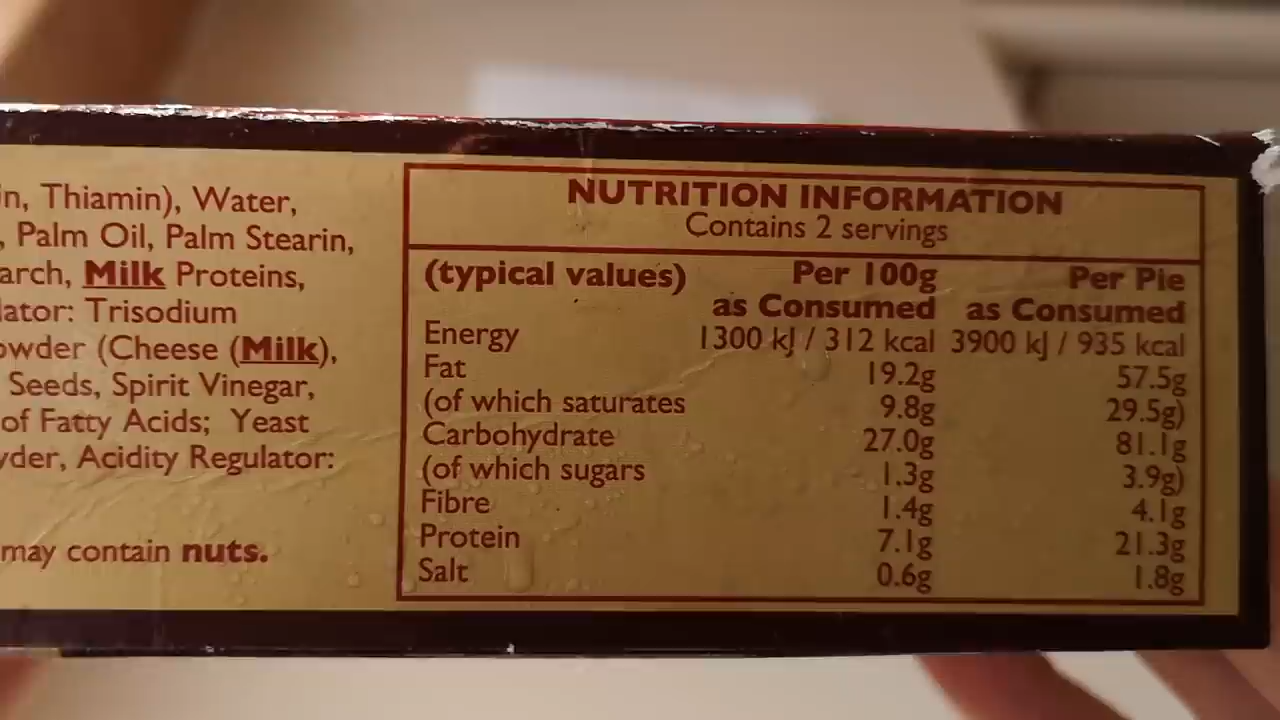 in, Thiamin), Water,
, Palm Oil, Palm Stearin,
arch, Milk Proteins,
lator: Trisodium
owder (Cheese (Milk),
Seeds, Spirit Vinegar,
of Fatty Acids; Yeast
wder, Acidity Regulator:
may contain nuts.
NUTRITION INFORMATION
Contains 2 servings
(typical values) Per 100g as Consumed Per Pie as Consumed
Energy 1300 kJ / 312 kcal 3900 kJ / 935 kcal
Fat 19.2g 57.5g
(of which saturates 9.8g 29.5g)
Carbohydrate 27.0g 81.1g
(of which sugars 1.3g 3.9g)
Fibre 1.4g 4.1g
Protein 7.1g 21.3g
Salt 0.6g 1.8g